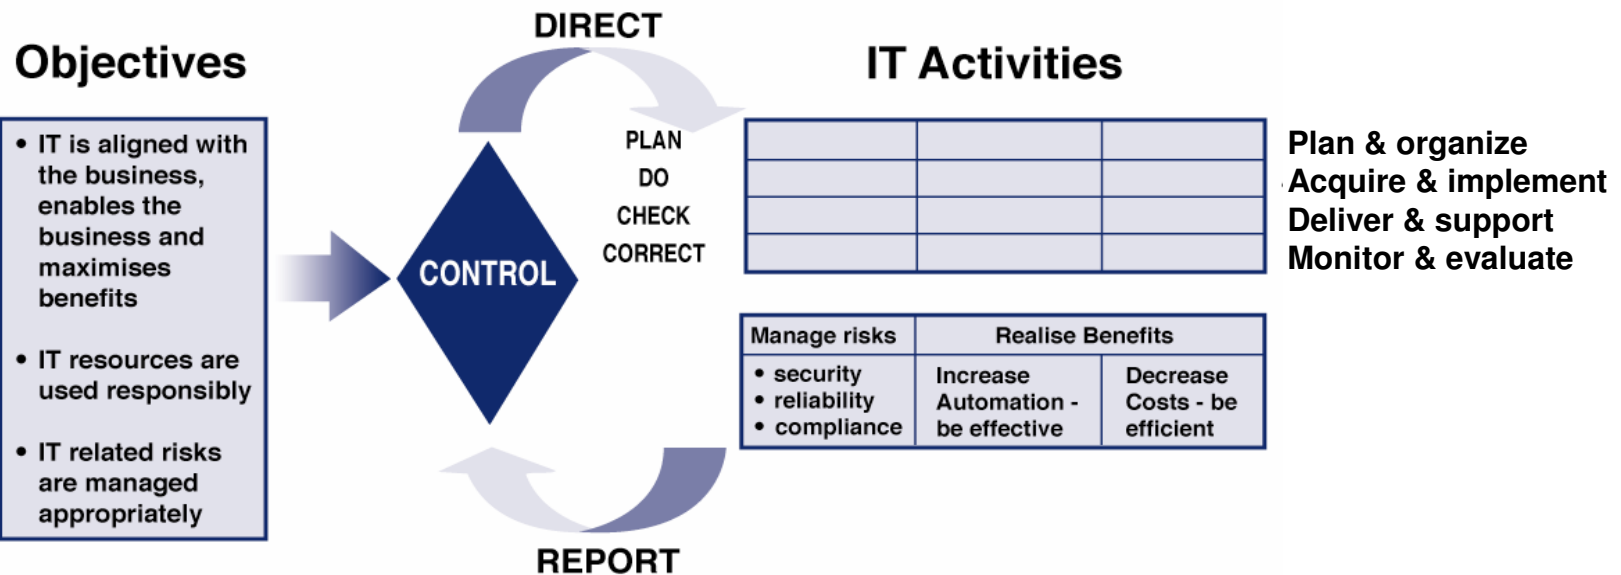 DIRECT
Objectives
IT Activities
• IT is aligned with
the business,
enables the
business and
maximises
benefits
• IT resources are
used responsibly
• IT related risks
are managed
appropriately
CONTROL
PLAN
DO
CHECK
CORRECT
Plan & organize
Acquire & implement
Deliver & support
Monitor & evaluate
Manage risks
Realise Benefits
• security
• reliability
• compliance
Increase
Automation -
be effective
Decrease
Costs - be
efficient
REPORT